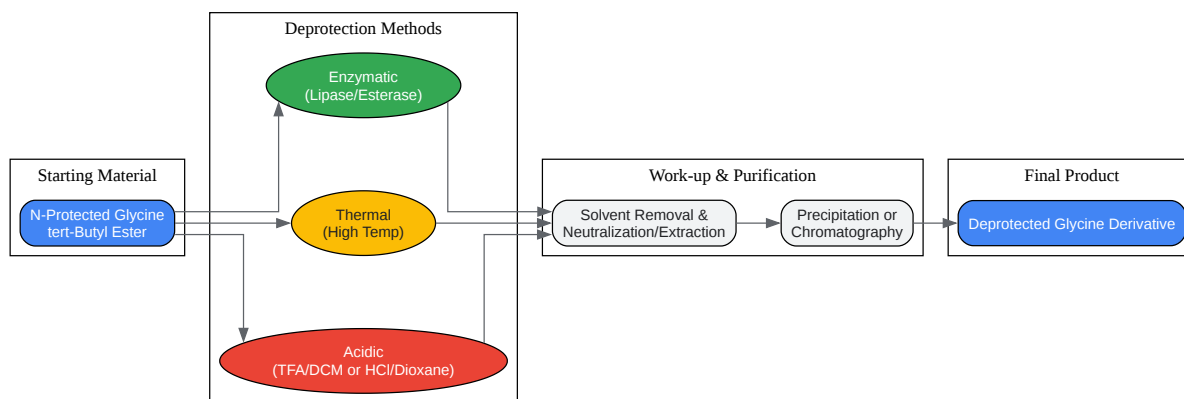 Deprotection Methods
Enzymatic
(Lipase/Esterase)
Starting Material
N-Protected Glycine
tert-Butyl Ester
Thermal
(High Temp)
Acidic
(TFA/DCM or HCl/Dioxane)
Work-up & Purification
Solvent Removal &
Neutralization/Extraction
Precipitation or
Chromatography
Final Product
Deprotected Glycine Derivative